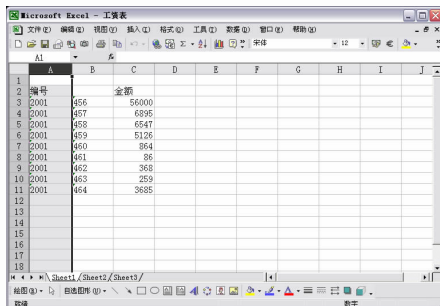 Microsoft Excel - 工资表
文件(F) 编辑(E) 视图(V) 插入(I) 格式(O) 工具(T) 数据(D) 窗口(W) 帮助(H)
宋体 12
A1 fx
A B C D E F G H I J
1
2 编号 金额
3 2001 456 56000
4 2001 457 6895
5 2001 458 6547
6 2001 459 5126
7 2001 460 864
8 2001 461 86
9 2001 462 368
10 2001 463 259
11 2001 464 3685
12
13
14
15
16
17
18
Sheet1 Sheet2 Sheet3
绘图(R) 自选图形(U)
就绪 数字